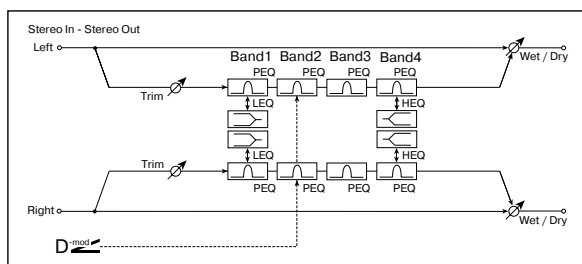 Stereo In - Stereo Out
Left
Band1 Band2 Band3 Band4
Wet / Dry
PEQ PEQ PEQ PEQ
Trim
LEQ HEQ
LEQ HEQ
Trim
PEQ PEQ PEQ PEQ
Right
Wet / Dry
D-mod